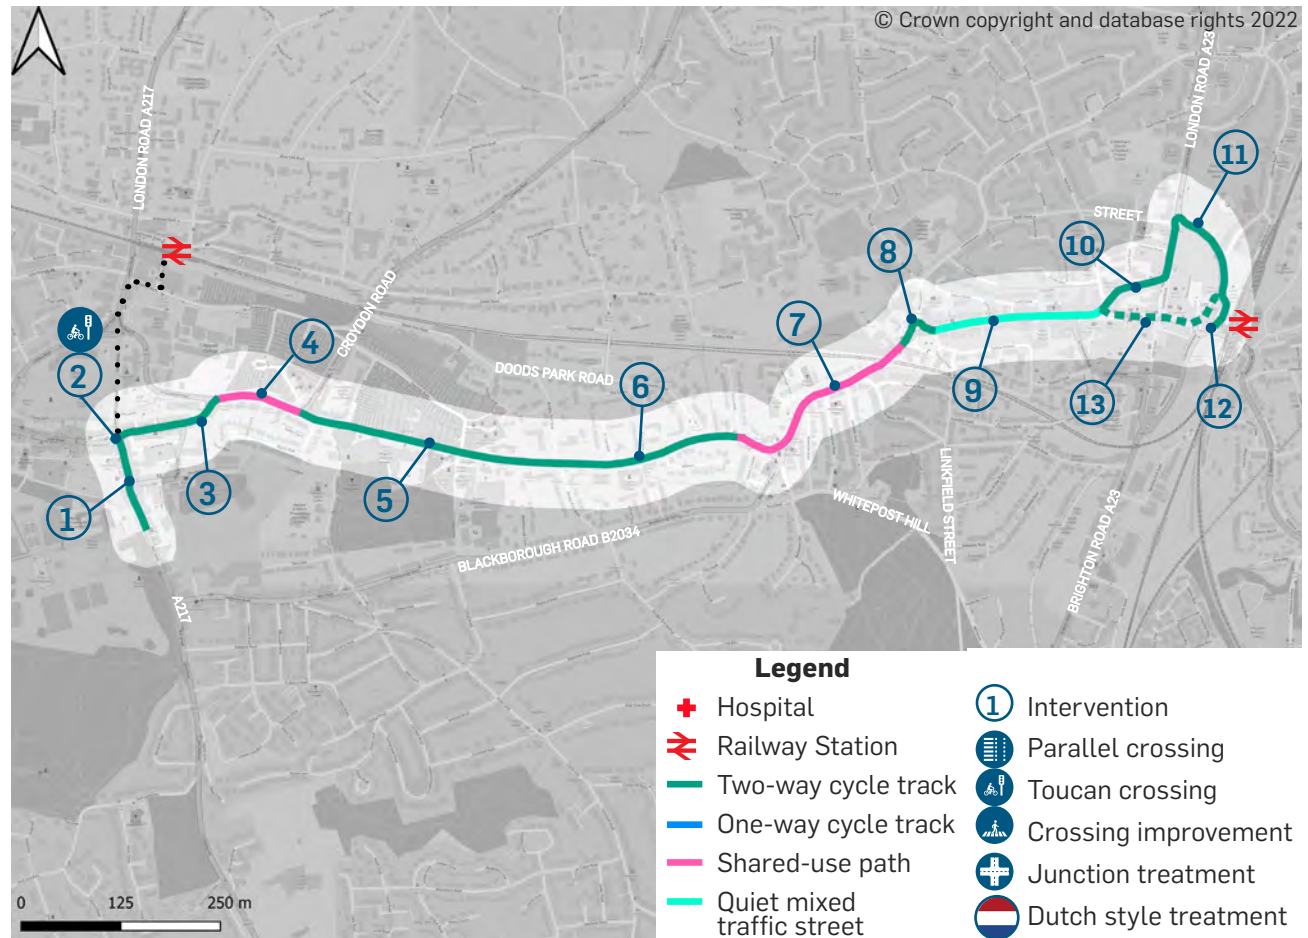 © Crown copyright and database rights 2022
LONDON ROAD A217
LONDON ROAD A23
11
STREET
10
8
CROYDON ROAD
7
4
2
DOODS PARK ROAD
6
9
13
12
3
5
1
WHITEPOST HILL
LINKFIELD STREET
BLACKBOROUGH ROAD B2034
BRIGHTON ROAD A23
A217
0 125 250 m
Legend
Hospital
Railway Station
Two-way cycle track
One-way cycle track
Shared-use path
Quiet mixed
traffic street
1 Intervention
Parallel crossing
Toucan crossing
Crossing improvement
Junction treatment
Dutch style treatment